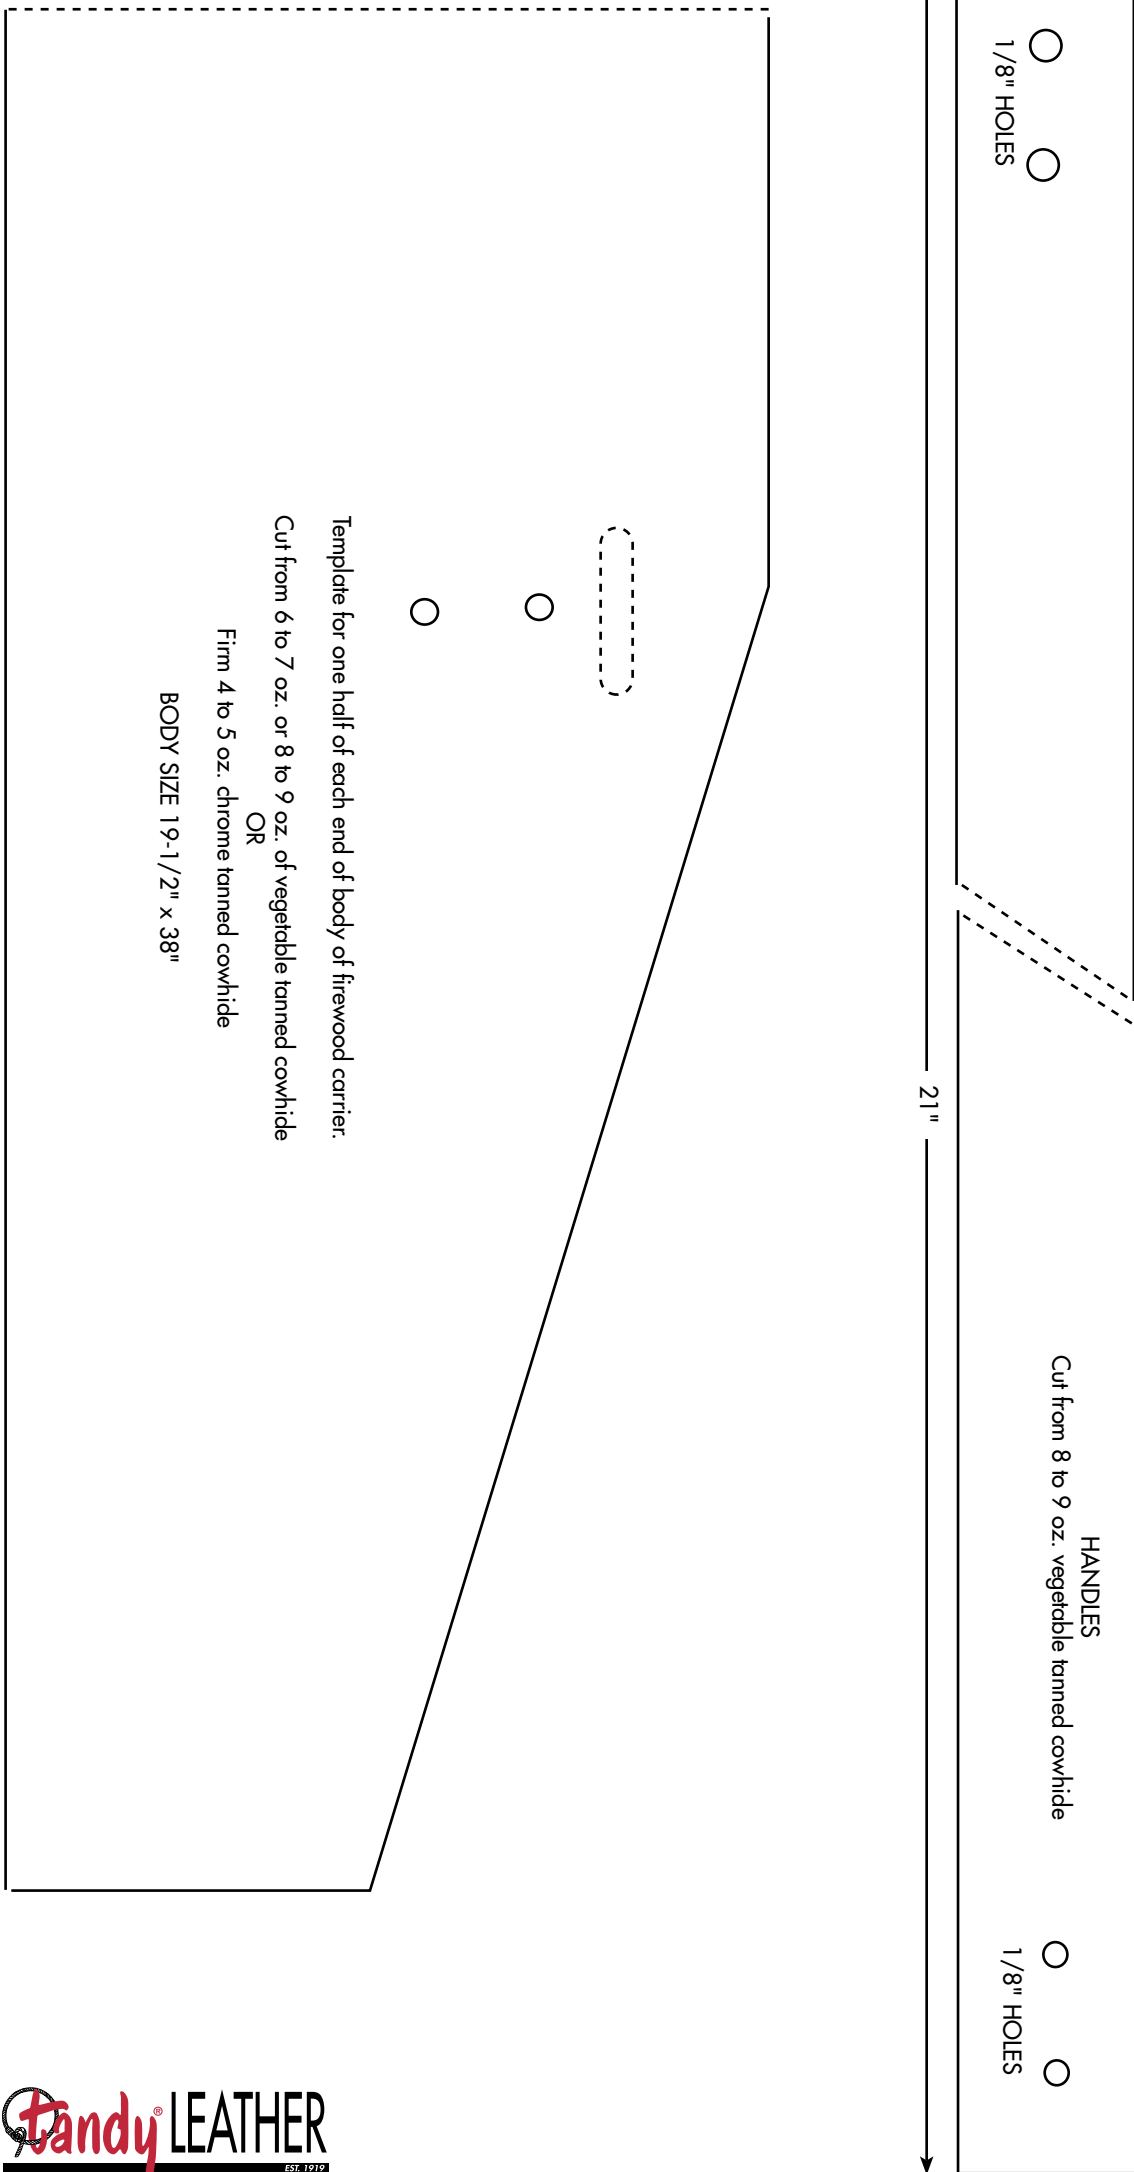 1/8" HOLES
21"
HANDLES
Cut from 8 to 9 oz. vegetable tanned cowhide
1/8" HOLES
Template for one half of each end of body of firewood carrier.
Cut from 6 to 7 oz. or 8 to 9 oz. of vegetable tanned cowhide
OR
Firm 4 to 5 oz. chrome tanned cowhide
BODY SIZE 19-1/2" x 38"
tandy® LEATHER
EST. 1919